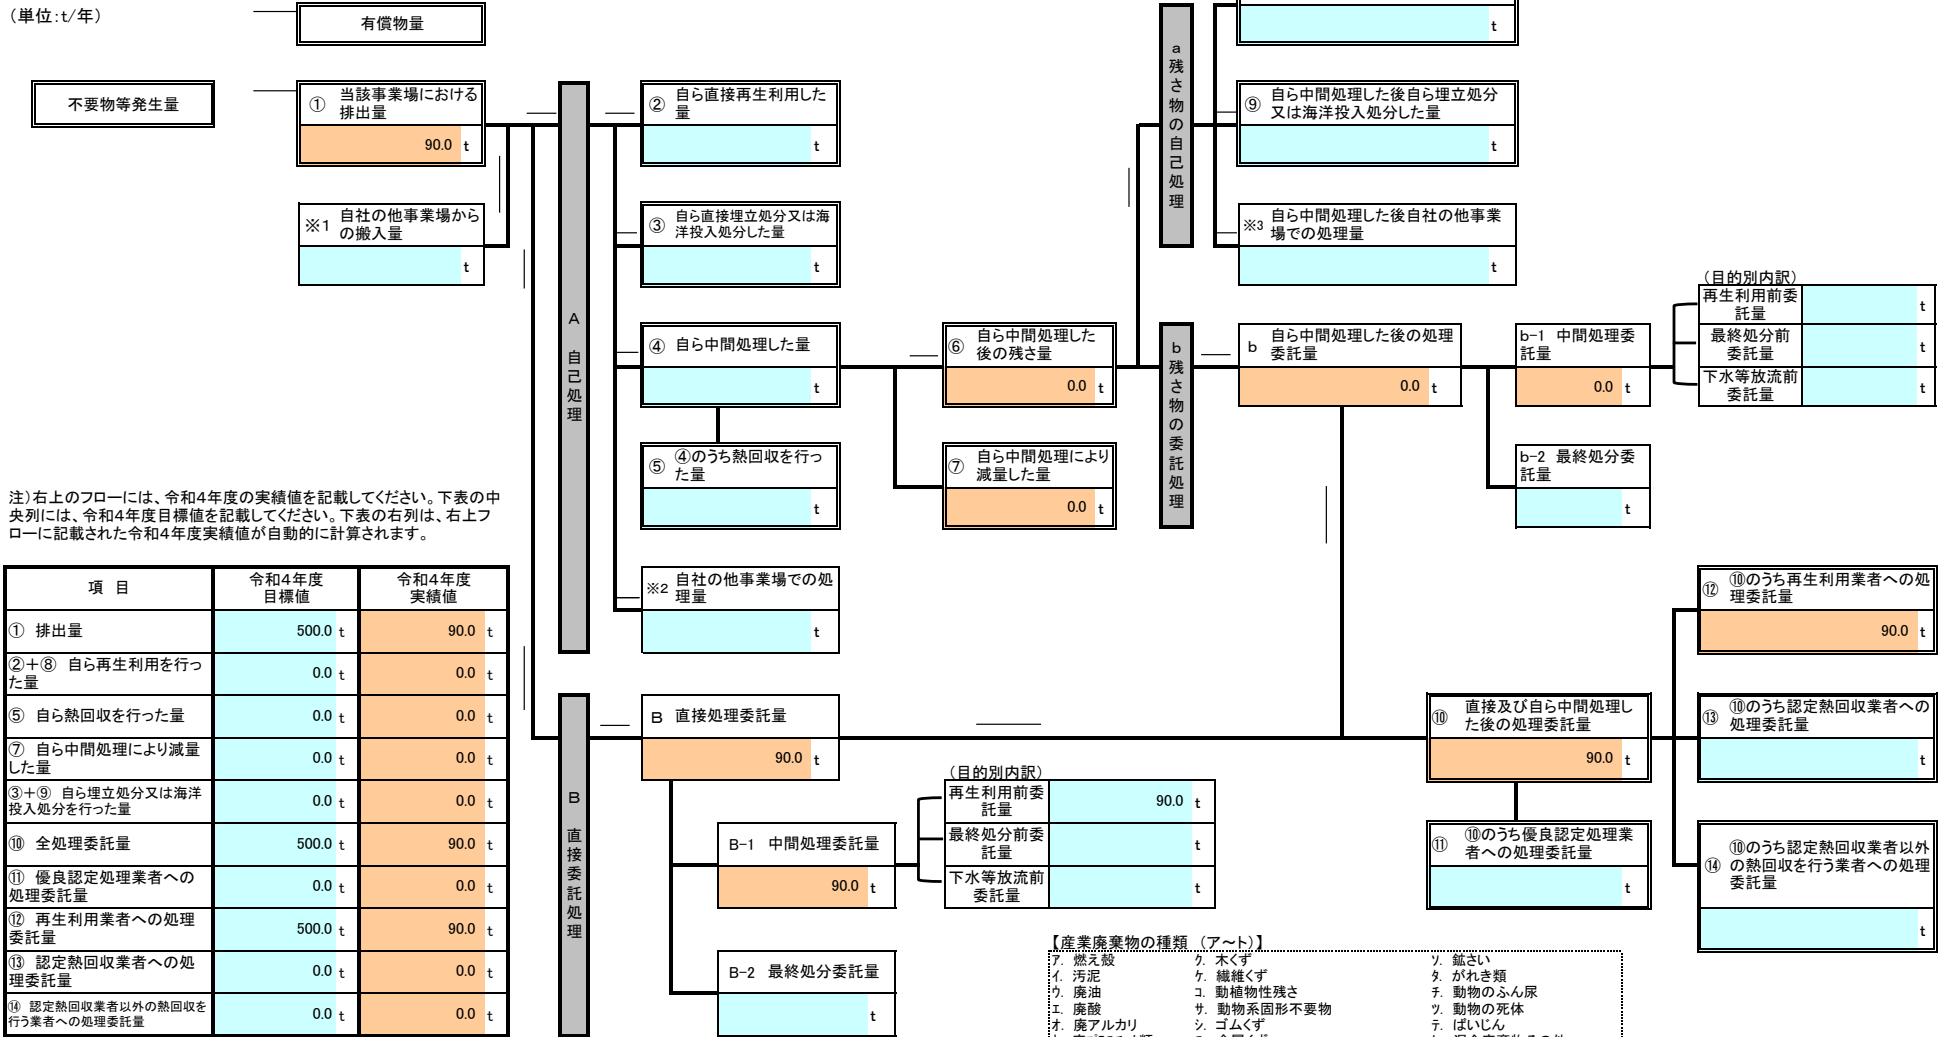 （単位:t/年）
有償物量
不要物等発生量
① 当該事業場における
排出量
90.0 t
※1 自社の他事業場から
の搬入量
t
A 自己処理
② 自ら直接再生利用した
量
t
③ 自ら直接埋立処分又は海
洋投入処分した量
t
④ 自ら中間処理した量
t
⑤ ④のうち熱回収を行っ
た量
t
※2 自社の他事業場での処
理量
t
⑥ 自ら中間処理した
後の残さ量
0.0 t
⑦ 自ら中間処理により
減量した量
0.0 t
a 残さ物の自己処理
t
⑨ 自ら中間処理した後自ら埋立処分
又は海洋投入処分した量
t
※3 自ら中間処理した後自社の他事業
場での処理量
t
b 残さ物の委託処理
b 自ら中間処理した後の処理
委託量
0.0 t
b-1 中間処理委
託量
0.0 t
b-2 最終処分委
託量
t
（目的別内訳）
再生利用前委
託量
t
最終処分前
委託量
t
下水等放流前
委託量
t
注）右上のフローには、令和４年度の実績値を記載してください。下表の中
央列には、令和４年度目標値を記載してください。下表の右列は、右上フ
ローに記載された令和４年度実績値が自動的に計算されます。
項 目 令和４年度
目標値 令和４年度
実績値
① 排出量 500.0 t 90.0 t
②＋⑧ 自ら再生利用を行っ
た量 0.0 t 0.0 t
⑤ 自ら熱回収を行った量 0.0 t 0.0 t
⑦ 自ら中間処理により減量
した量 0.0 t 0.0 t
③＋⑨ 自ら埋立処分又は海洋
投入処分を行った量 0.0 t 0.0 t
⑩ 全処理委託量 500.0 t 90.0 t
⑪ 優良認定処理業者への
処理委託量 0.0 t 0.0 t
⑫ 再生利用業者への処理
委託量 500.0 t 90.0 t
⑬ 認定熱回収業者への処
理委託量 0.0 t 0.0 t
⑭ 認定熱回収業者以外の熱回収を
行う業者への処理委託量 0.0 t 0.0 t
B 直接委託処理
B 直接処理委託量
90.0 t
B-1 中間処理委託量
90.0 t
B-2 最終処分委託量
t
（目的別内訳）
再生利用前委
託量
90.0 t
最終処分前委
託量
t
下水等放流前
委託量
t
⑩ 直接及び自ら中間処理し
た後の処理委託量
90.0 t
⑪ ⑩のうち優良認定処理業
者への処理委託量
t
⑫ ⑩のうち再生利用業者への処
理委託量
90.0 t
⑬ ⑩のうち認定熱回収業者への
処理委託量
t
⑭ ⑩のうち認定熱回収業者以外
の熱回収を行う業者への処理
委託量
t
【産業廃棄物の種類 （ア～ト）】
ア. 燃え殻 ク. 木くず ソ. 鉱さい
イ. 汚泥 ケ. 繊維くず タ. がれき類
ウ. 廃油 コ. 動植物性残さ チ. 動物のふん尿
エ. 廃酸 サ. 動物系固形不要物 ツ. 動物の死体
オ. 廃アルカリ シ. ゴムくず テ. ばいじん